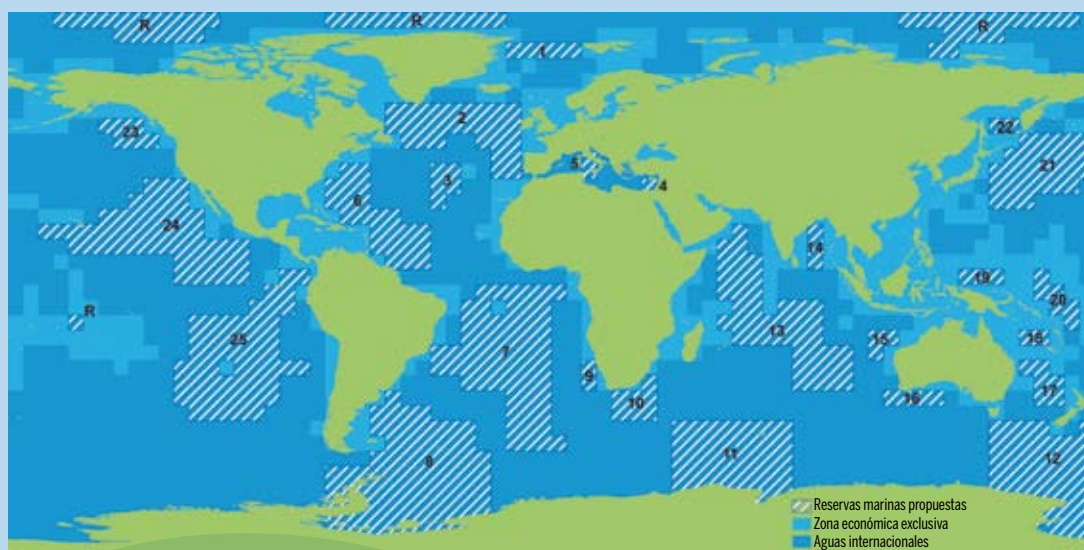 R R R
1
2
23 22
21
5
3 4
6
24 14
19
R 20
25 7 13 15 18
9
10 16 17
8 11 12
Reservas marinas propuestas
Zona económica exclusiva
Aguas internacionales